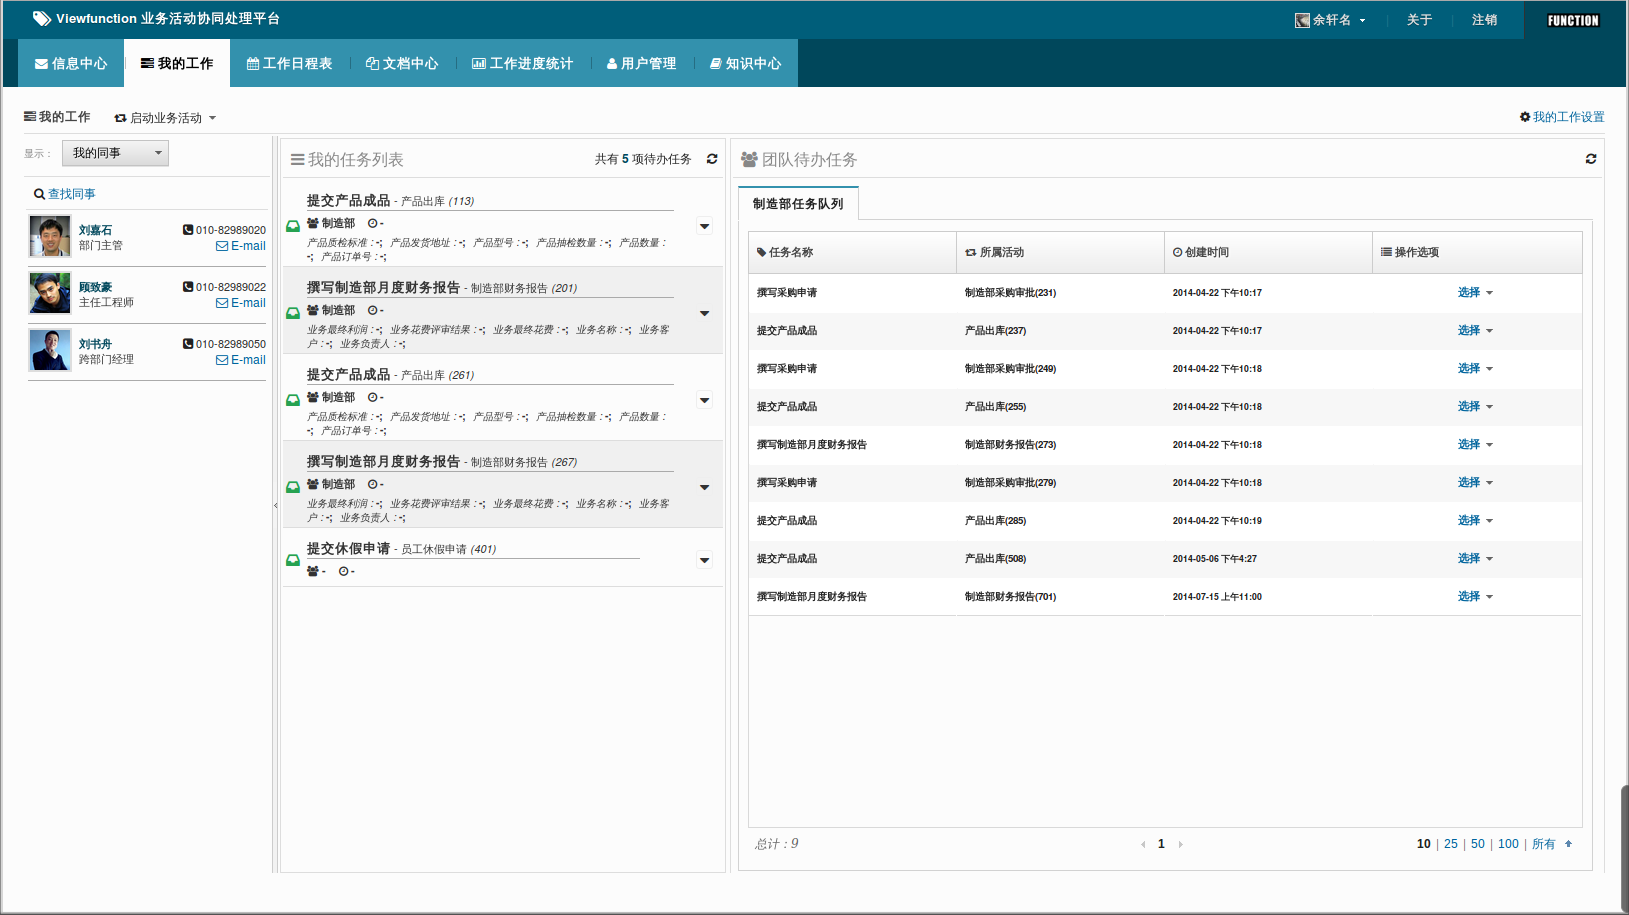 Viewfunction 业务活动协同处理平台
余轩名 关于 注销 FUNCTION
信息中心 我的工作 工作日程表 文档中心 工作进度统计 用户管理 知识中心
我的工作 启动业务活动 我的工作设置
显示： 我的同事
查找同事
刘嘉石 010-82989020
部门主管 E-mail
顾致豪 010-82989022
主任工程师 E-mail
刘书舟 010-82989050
跨部门经理 E-mail
我的任务列表 共有 5 项待办任务
提交产品成品 - 产品出库 (113)
制造部 -
产品质检标准：-; 产品发货地址：-; 产品型号：-; 产品抽检数量：-; 产品数量：
-; 产品订单号：-;
撰写制造部月度财务报告 - 制造部财务报告 (201)
制造部 -
业务最终利润：-; 业务花费评审结果：-; 业务最终花费：-; 业务名称：-; 业务客
户：-; 业务负责人：-;
提交产品成品 - 产品出库 (261)
制造部 -
产品质检标准：-; 产品发货地址：-; 产品型号：-; 产品抽检数量：-; 产品数量：
-; 产品订单号：-;
撰写制造部月度财务报告 - 制造部财务报告 (267)
制造部 -
业务最终利润：-; 业务花费评审结果：-; 业务最终花费：-; 业务名称：-; 业务客
户：-; 业务负责人：-;
提交休假申请 - 员工休假申请 (401)
- -
团队待办任务
制造部任务队列
任务名称 所属活动 创建时间 操作选项
撰写采购申请 制造部采购审批(231) 2014-04-22 下午10:17 选择
提交产品成品 产品出库(237) 2014-04-22 下午10:17 选择
撰写采购申请 制造部采购审批(249) 2014-04-22 下午10:18 选择
提交产品成品 产品出库(255) 2014-04-22 下午10:18 选择
撰写制造部月度财务报告 制造部财务报告(273) 2014-04-22 下午10:18 选择
撰写采购申请 制造部采购审批(279) 2014-04-22 下午10:18 选择
提交产品成品 产品出库(285) 2014-04-22 下午10:19 选择
提交产品成品 产品出库(508) 2014-05-06 下午4:27 选择
撰写制造部月度财务报告 制造部财务报告(701) 2014-07-15 上午11:00 选择
总计：9 1 10 | 25 | 50 | 100 | 所有